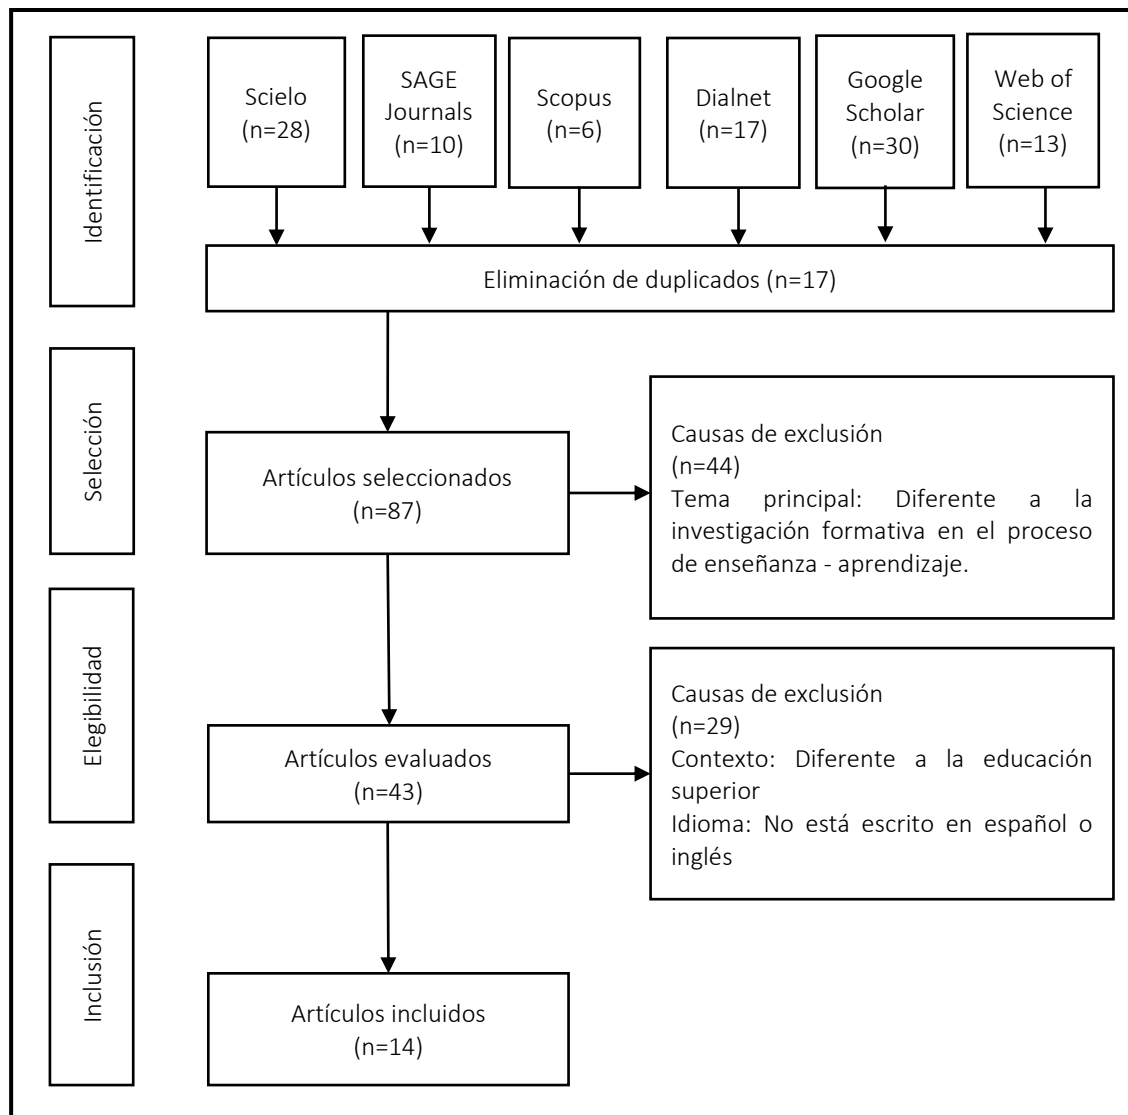 Identificación
Scielo
(n=28)
SAGE
Journals
(n=10)
Scopus
(n=6)
Dialnet
(n=17)
Google
Scholar
(n=30)
Web of
Science
(n=13)
Eliminación de duplicados (n=17)
Selección
Artículos seleccionados
(n=87)
Causas de exclusión
(n=44)
Tema principal: Diferente a la
investigación formativa en el proceso
de enseñanza - aprendizaje.
Elegibilidad
Artículos evaluados
(n=43)
Causas de exclusión
(n=29)
Contexto: Diferente a la educación
superior
Idioma: No está escrito en español o
inglés
Inclusión
Artículos incluidos
(n=14)